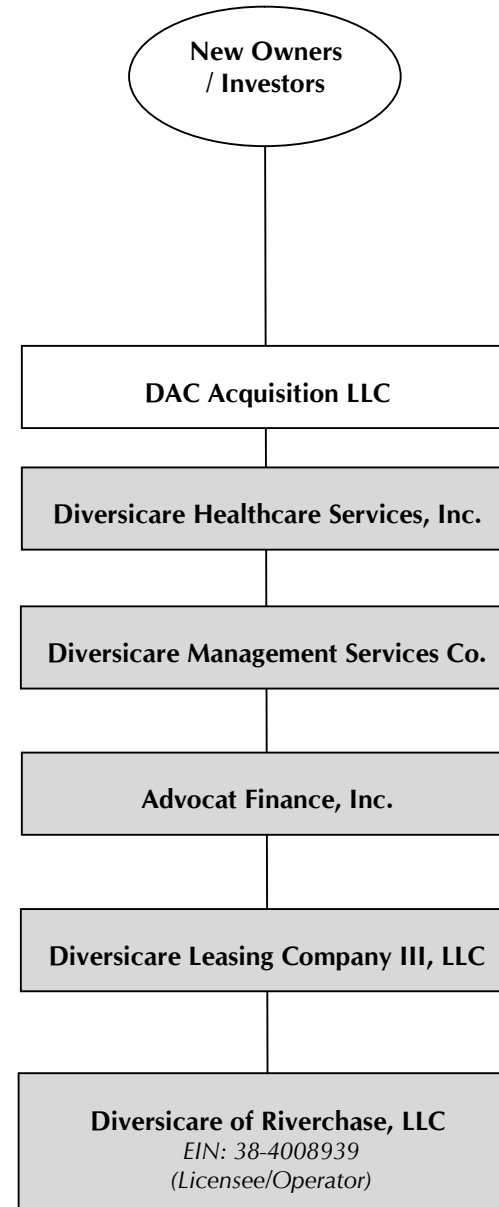 New Owners
/ Investors
DAC Acquisition LLC
Diversicare Healthcare Services, Inc.
Diversicare Management Services Co.
Advocat Finance, Inc.
Diversicare Leasing Company III, LLC
Diversicare of Riverchase, LLC
EIN: 38-4008939
(Licensee/Operator)